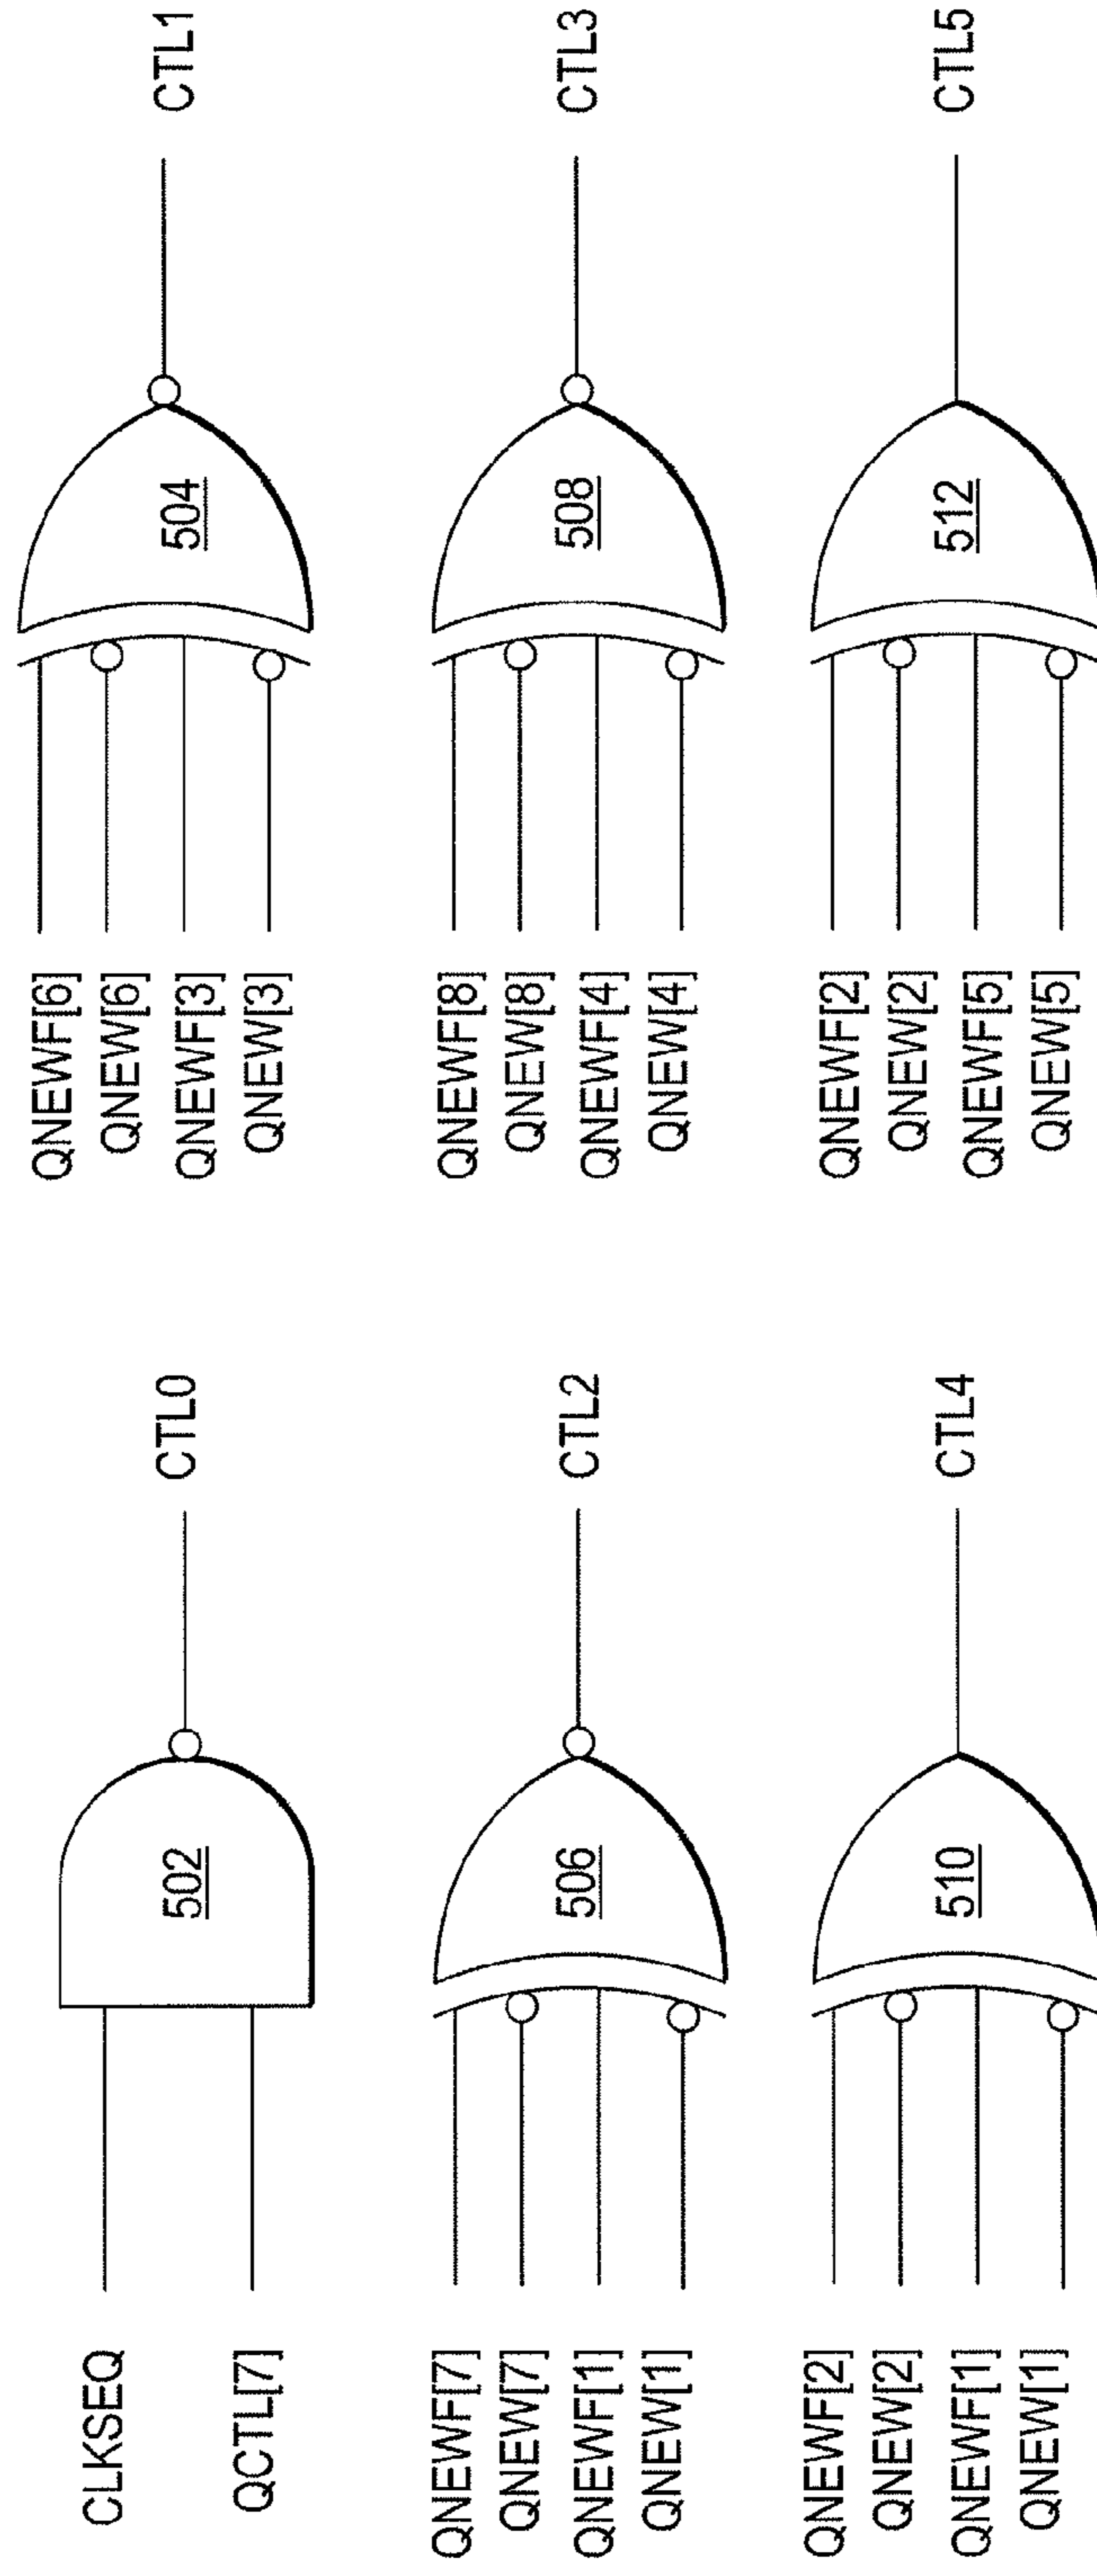 CLKSEQ
QCTL[7]
502
CTL0
QNEWF[6]
QNEW[6]
QNEWF[3]
QNEW[3]
504
CTL1
QNEWF[7]
QNEW[7]
QNEWF[1]
QNEW[1]
506
CTL2
QNEWF[8]
QNEW[8]
QNEWF[4]
QNEW[4]
508
CTL3
QNEWF[2]
QNEW[2]
QNEWF[1]
QNEW[1]
510
CTL4
QNEWF[2]
QNEW[2]
QNEWF[5]
QNEW[5]
512
CTL5